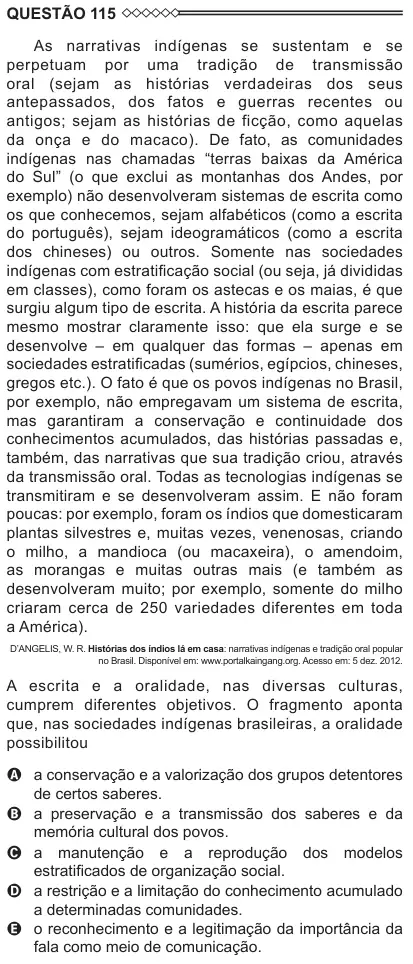 QUESTÃO 115
As narrativas indígenas se sustentam e se
perpetuam por uma tradição de transmissão
oral (sejam as histórias verdadeiras dos seus
antepassados, dos fatos e guerras recentes ou
antigos; sejam as histórias de ficção, como aquelas
da onça e do macaco). De fato, as comunidades
indígenas nas chamadas “terras baixas da América
do Sul” (o que exclui as montanhas dos Andes, por
exemplo) não desenvolveram sistemas de escrita como
os que conhecemos, sejam alfabéticos (como a escrita
do português), sejam ideogramáticos (como a escrita
dos chineses) ou outros. Somente nas sociedades
indígenas com estratificação social (ou seja, já divididas
em classes), como foram os astecas e os maias, é que
surgiu algum tipo de escrita. A história da escrita parece
mesmo mostrar claramente isso: que ela surge e se
desenvolve – em qualquer das formas – apenas em
sociedades estratificadas (sumérios, egípcios, chineses,
gregos etc.). O fato é que os povos indígenas no Brasil,
por exemplo, não empregavam um sistema de escrita,
mas garantiram a conservação e continuidade dos
conhecimentos acumulados, das histórias passadas e,
também, das narrativas que sua tradição criou, através
da transmissão oral. Todas as tecnologias indígenas se
transmitiram e se desenvolveram assim. E não foram
poucas: por exemplo, foram os índios que domesticaram
plantas silvestres e, muitas vezes, venenosas, criando
o milho, a mandioca (ou macaxeira), o amendoim,
as morangas e muitas outras mais (e também as
desenvolveram muito; por exemplo, somente do milho
criaram cerca de 250 variedades diferentes em toda
a América).
D’ANGELIS, W. R. Histórias dos índios lá em casa: narrativas indígenas e tradição oral popular
no Brasil. Disponível em: www.portalkaingang.org. Acesso em: 5 dez. 2012.
A escrita e a oralidade, nas diversas culturas,
cumprem diferentes objetivos. O fragmento aponta
que, nas sociedades indígenas brasileiras, a oralidade
possibilitou
A a conservação e a valorização dos grupos detentores
de certos saberes.
B a preservação e a transmissão dos saberes e da
memória cultural dos povos.
C a manutenção e a reprodução dos modelos
estratificados de organização social.
D a restrição e a limitação do conhecimento acumulado
a determinadas comunidades.
E o reconhecimento e a legitimação da importância da
fala como meio de comunicação.